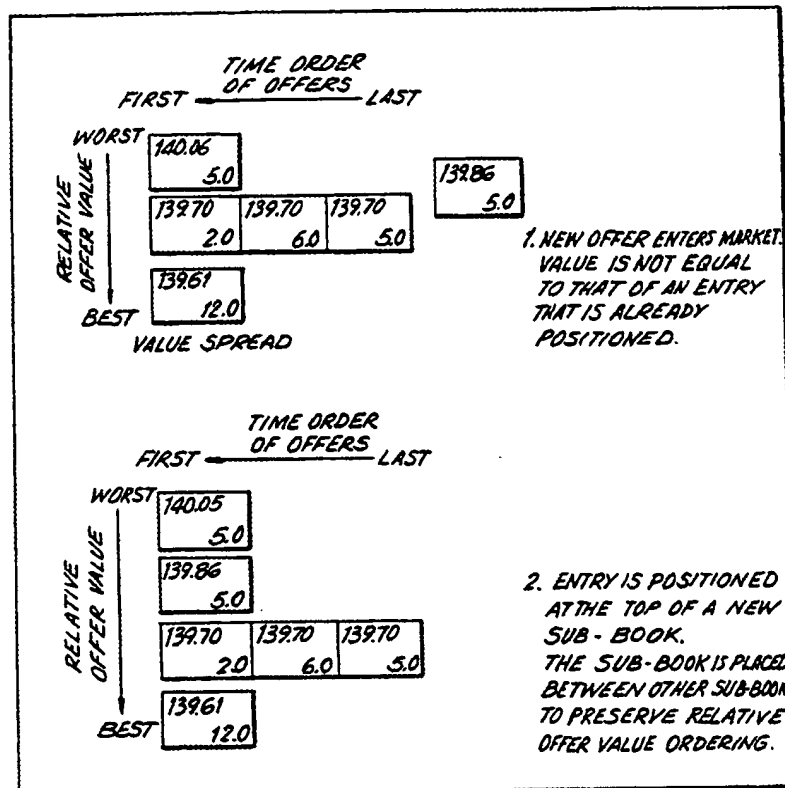 TIME ORDER
OF OFFERS
FIRST LAST
WORST
RELATIVE
OFFER VALUE
BEST
140.06
5.0
139.70 139.70 139.70
2.0 6.0 5.0
139.61
12.0
VALUE SPREAD
139.86
5.0
1. NEW OFFER ENTERS MARKET.
VALUE IS NOT EQUAL
TO THAT OF AN ENTRY
THAT IS ALREADY
POSITIONED.
TIME ORDER
OF OFFERS
FIRST LAST
WORST
RELATIVE
OFFER VALUE
BEST
140.05
5.0
139.86
5.0
139.70 139.70 139.70
2.0 6.0 5.0
139.61
12.0
2. ENTRY IS POSITIONED
AT THE TOP OF A NEW
SUB-BOOK.
THE SUB-BOOK IS PLACED
BETWEEN OTHER SUB-BOOK
TO PRESERVE RELATIVE
OFFER VALUE ORDERING.